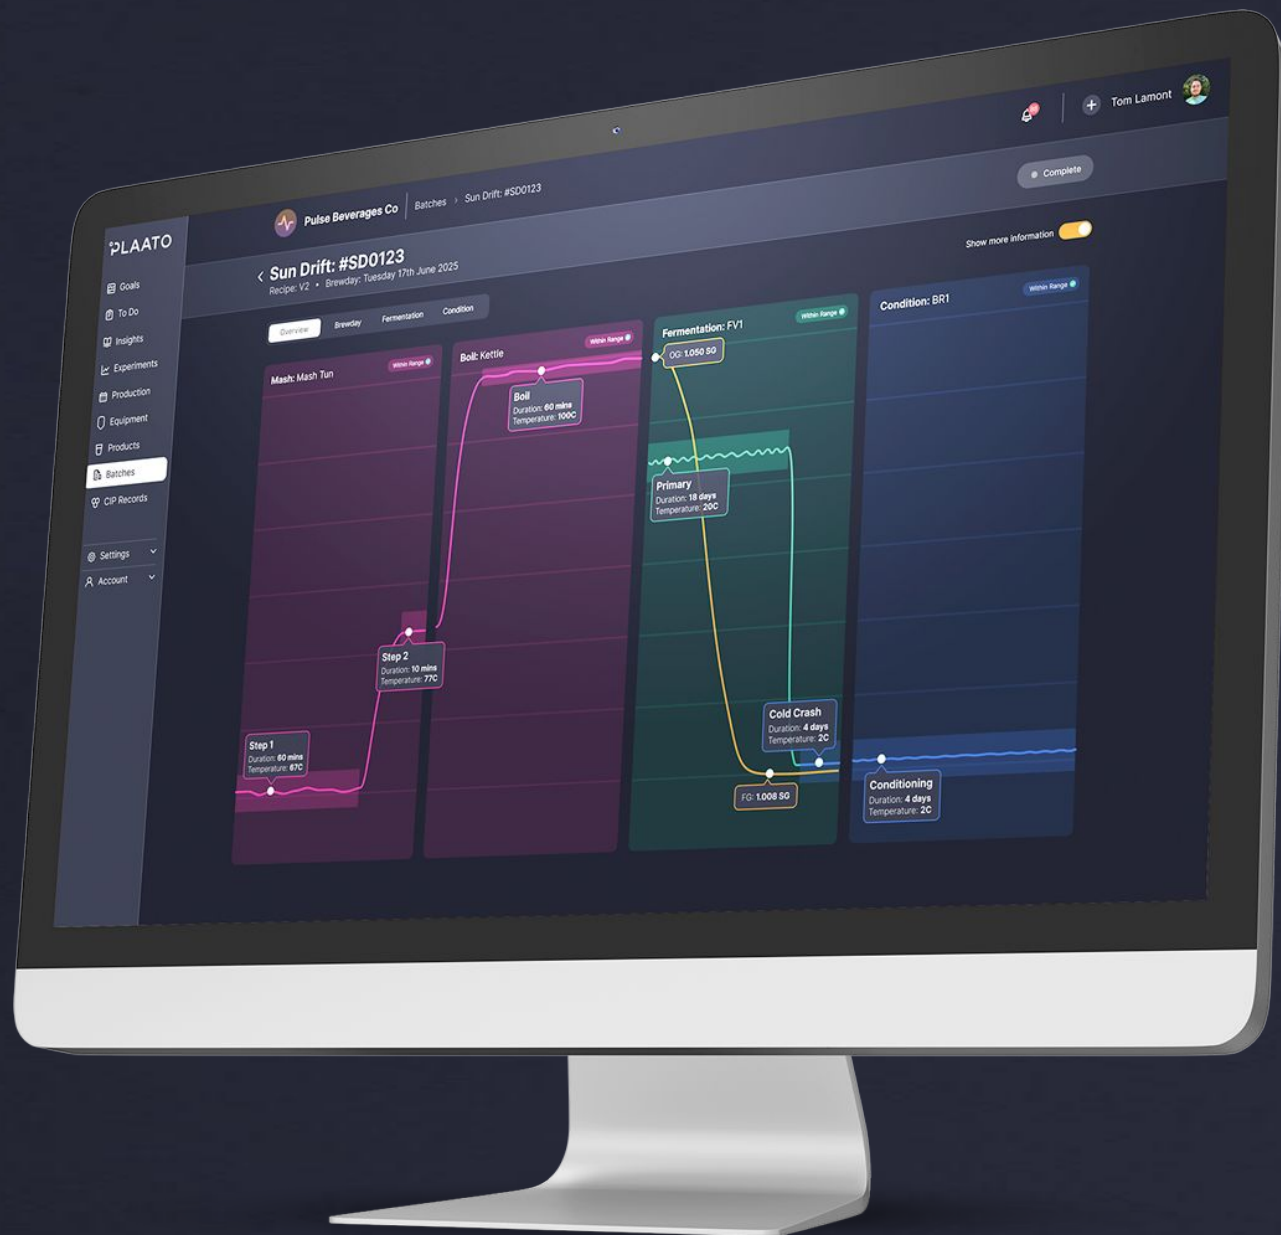 PLAATO
Goals
To Do
Insights
Experiments
Production
Equipment
Products
Batches
CIP Records
Settings
Account
Pulse Beverages Co
Batches > Sun Drift: #SD0123
Tom Lamont
< Sun Drift: #SD0123
Recipe: V2 • Brewday: Tuesday 17th June 2025
Complete
Show more information
Overview
Brewday
Fermentation
Condition
Mash: Mash Tun
Within Range
Step 1
Duration: 60 mins
Temperature: 67C
Step 2
Duration: 10 mins
Temperature: 77C
Boil: Kettle
Within Range
Boil
Duration: 60 mins
Temperature: 100C
Fermentation: FV1
Within Range
OG: 1.050 SG
Primary
Duration: 18 days
Temperature: 20C
Cold Crash
Duration: 4 days
Temperature: 2C
FG: 1.008 SG
Condition: BR1
Within Range
Conditioning
Duration: 4 days
Temperature: 2C